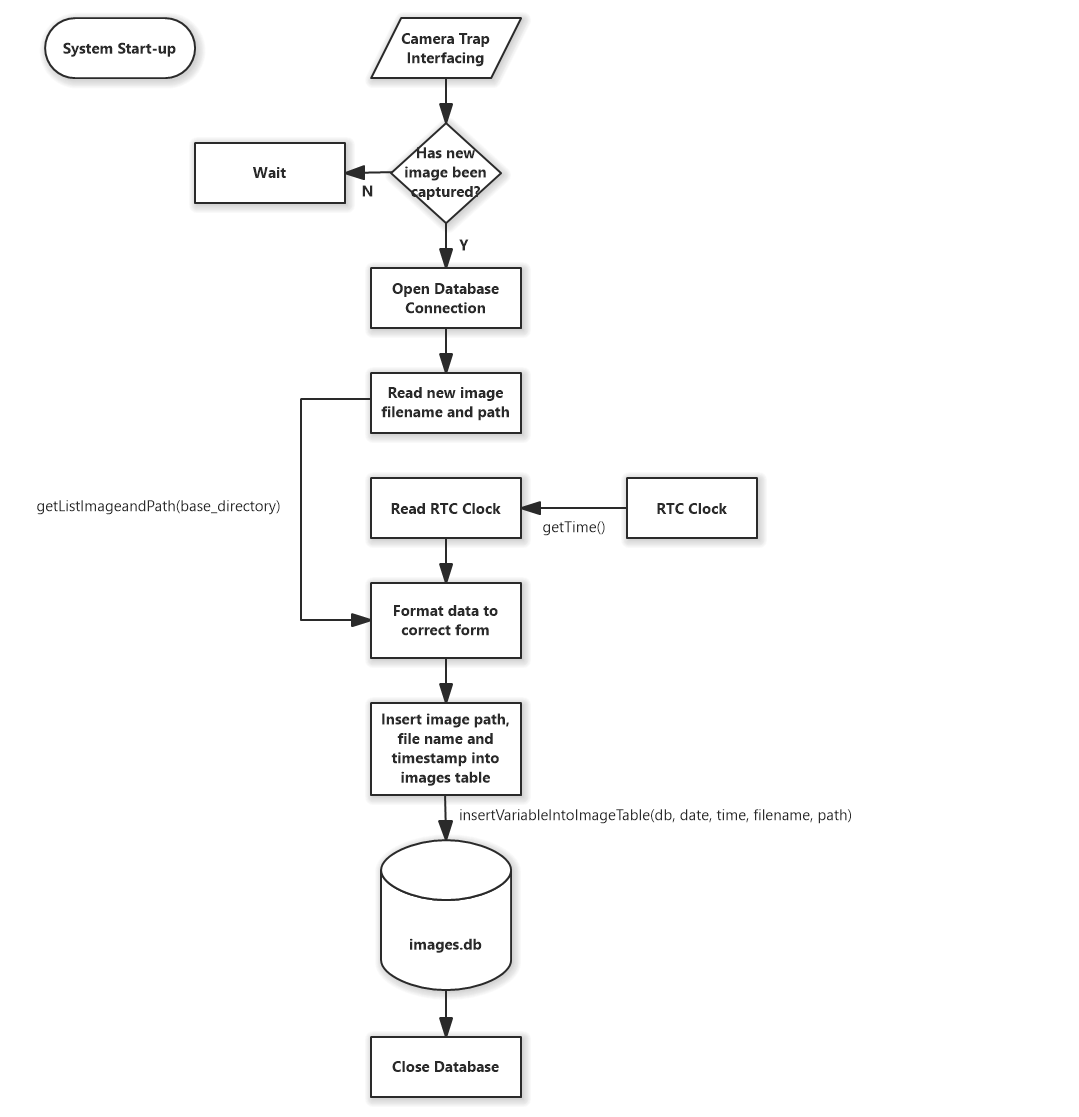 System Start-up
Camera Trap
Interfacing
Has new
image been
captured?
Wait
N
Y
Open Database
Connection
Read new image
filename and path
getListImageandPath(base_directory)
Read RTC Clock
RTC Clock
getTime()
Format data to
correct form
Insert image path,
file name and
timestamp into
images table
insertVariableIntoImageTable(db, date, time, filename, path)
images.db
Close Database